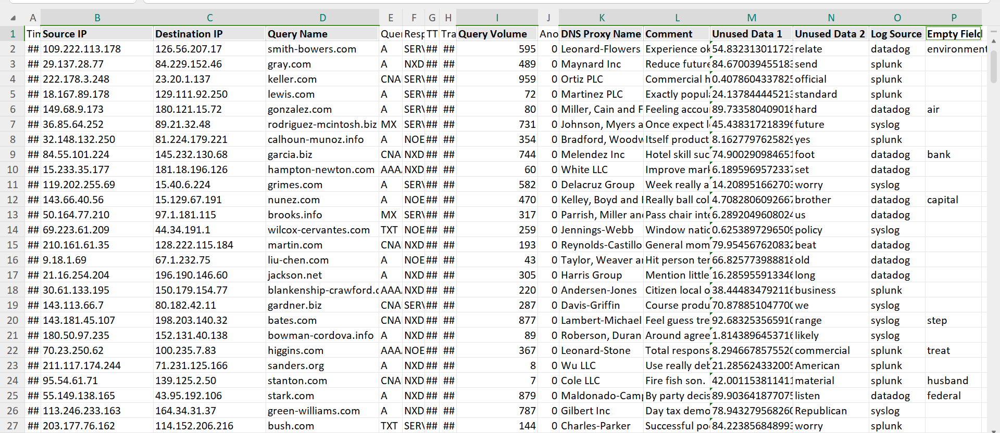 A B C D E F G H I J K L M N O P
1 Tim Source IP Destination IP Query Name Quer Resp TT Tra Query Volume Ano DNS Proxy Name Comment Unused Data 1 Unused Data 2 Log Source Empty Field
2 ## 109.222.113.178 126.56.207.17 smith-bowers.com A SERV ## ## 595 0 Leonard-Flowers Experience ok 54.832313011723 relate datadog environment
3 ## 29.137.28.77 84.229.152.46 gray.com A NXD ## ## 489 0 Maynard Inc Reduce future 84.670039455183 send splunk
4 ## 222.178.3.248 23.20.1.137 keller.com CNA SERV ## ## 959 0 Ortiz PLC Commercial h 0.4078604337825 official splunk
5 ## 18.167.89.178 129.111.92.250 lewis.com A SERV ## ## 72 0 Martinez PLC Exactly popula 24.137844445213 standard splunk
6 ## 149.68.9.173 180.121.15.72 gonzalez.com A SERV ## ## 80 0 Miller, Cain and F Feeling accou 89.733580409018 hard datadog air
7 ## 36.85.64.252 89.21.32.48 rodriguez-mcintosh.biz MX SERV ## ## 731 0 Johnson, Myers a Once expect l 45.438317218396 future syslog
8 ## 32.148.132.250 81.224.179.221 calhoun-munoz.info A NOE ## ## 354 0 Bradford, Woodw Itself product 8.1627797625829 yes splunk
9 ## 84.55.101.224 145.232.130.68 garcia.biz CNA NXD ## ## 744 0 Melendez Inc Hotel skill suc 74.900290984651 foot datadog bank
10 ## 15.233.35.177 181.18.196.126 hampton-newton.com AAA NXD ## ## 60 0 White LLC Improve mark 6.1895969572337 set datadog
11 ## 119.202.255.69 15.40.6.224 grimes.com A SERV ## ## 582 0 Delacruz Group Week really a 14.208951662703 worry syslog
12 ## 143.66.40.56 15.129.67.191 nunez.com A NOE ## ## 470 0 Kelley, Boyd and Really ball col 4.7082806092667 brother datadog capital
13 ## 50.164.77.210 97.1.181.115 brooks.info MX SERV ## ## 317 0 Parrish, Miller and Pass chair inte 6.2892049608024 us datadog
14 ## 69.223.61.209 44.34.191.1 wilcox-cervantes.com TXT NOE ## ## 259 0 Jennings-Webb Window natio 0.6253897296509 policy syslog
15 ## 210.161.61.35 128.222.115.184 martin.com CNA NXD ## ## 193 0 Reynolds-Castillo General mom 79.954567620832 beat datadog
16 ## 9.18.1.69 67.1.232.75 liu-chen.com A NOE ## ## 43 0 Taylor, Weaver a Hit person ter 66.825773988818 old datadog
17 ## 21.16.254.204 196.190.146.60 jackson.net A NXD ## ## 305 0 Harris Group Mention little 16.285955913346 long datadog
18 ## 30.61.133.195 150.179.154.77 blankenship-crawford.c AAA NXD ## ## 220 0 Andersen-Jones Citizen local o 38.444834792116 business splunk
19 ## 143.113.66.7 80.182.42.11 gardner.biz CNA SERV ## ## 287 0 Davis-Griffin Course produ 70.878851047700 we syslog
20 ## 143.181.45.107 198.203.140.32 bates.com CNA NXD ## ## 877 0 Lambert-Michael Feel guess tre 92.683253565910 range syslog step
21 ## 180.50.97.235 152.131.40.138 bowman-cordova.info A NXD ## ## 89 0 Roberson, Duran Around agree 1.8143896453716 likely syslog
22 ## 70.23.250.62 100.235.7.83 higgins.com AAA NOE ## ## 367 0 Leonard-Stone Total respons 8.2946678575520 commercial splunk treat
23 ## 211.117.174.244 71.231.125.166 sanders.org A NXD ## ## 8 0 Wu LLC Use really deb 21.285624332005 American splunk
24 ## 95.54.61.71 139.125.2.50 stanton.com CNA NXD ## ## 7 0 Cole LLC Fire fish son. 42.001153811411 material splunk husband
25 ## 55.149.138.165 43.95.192.106 stark.com A NXD ## ## 879 0 Maldonado-Camp By party decis 89.903641877075 listen datadog federal
26 ## 113.246.233.163 164.34.31.37 green-williams.com A NXD ## ## 787 0 Gilbert Inc Day tax demo 78.943279568260 Republican syslog
27 ## 203.177.76.162 114.152.206.216 bush.com TXT SERV ## ## 144 0 Charles-Parker Successful po 84.223856848993 worry splunk